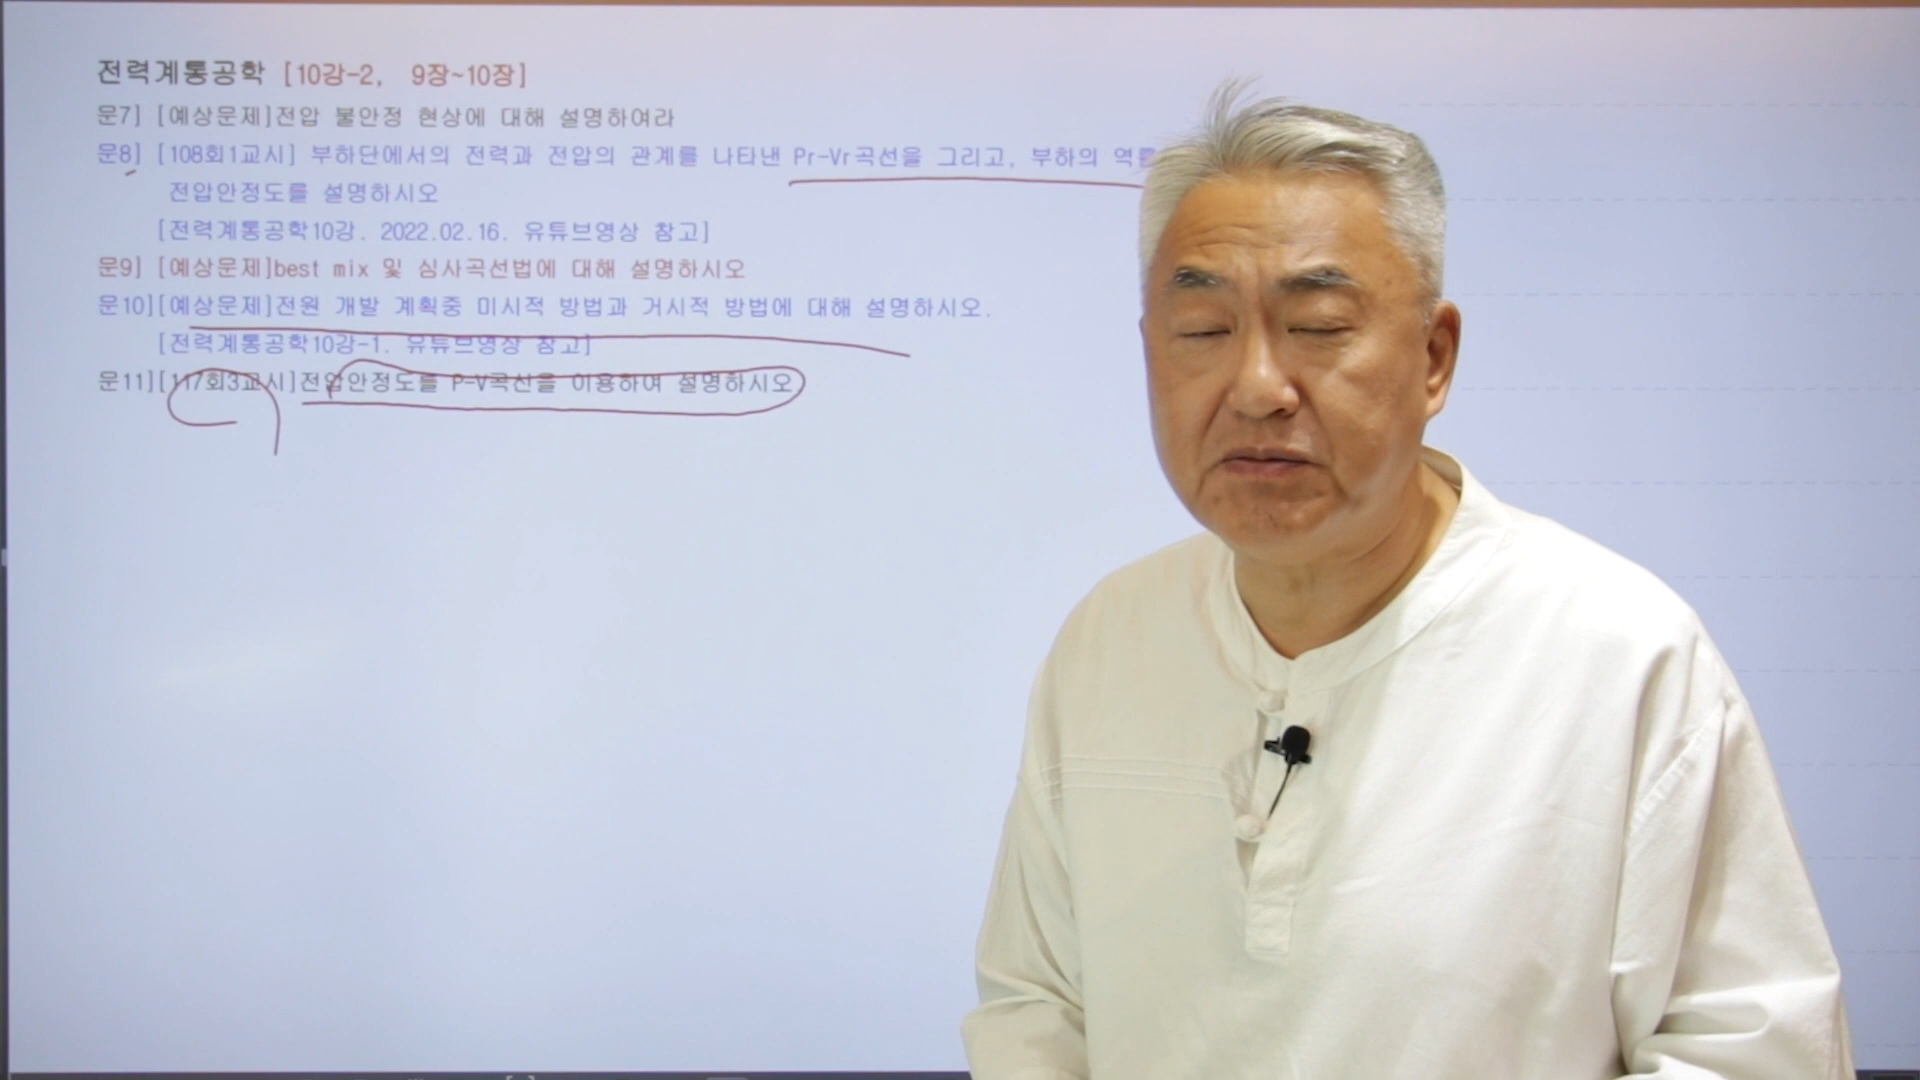 전력계통공학 [10강-2, 9장~10장]
문7] [예상문제]전압 불안정 현상에 대해 설명하여라
문8] [108회1교시] 부하단에서의 전력과 전압의 관계를 나타낸 Pr-Vr곡선을 그리고, 부하의
전압안정도를 설명하시오
[전력계통공학10강. 2022.02.16. 유튜브영상 참고]
문9] [예상문제]best mix 및 심사곡선법에 대해 설명하시오
문10][예상문제]전원 개발 계획중 미시적 방법과 거시적 방법에 대해 설명하시오.
[전력계통공학10강-1. 유튜브영상 참고]
문11][117회3교시]전압안정도를 P-V곡선을 이용하여 설명하시오